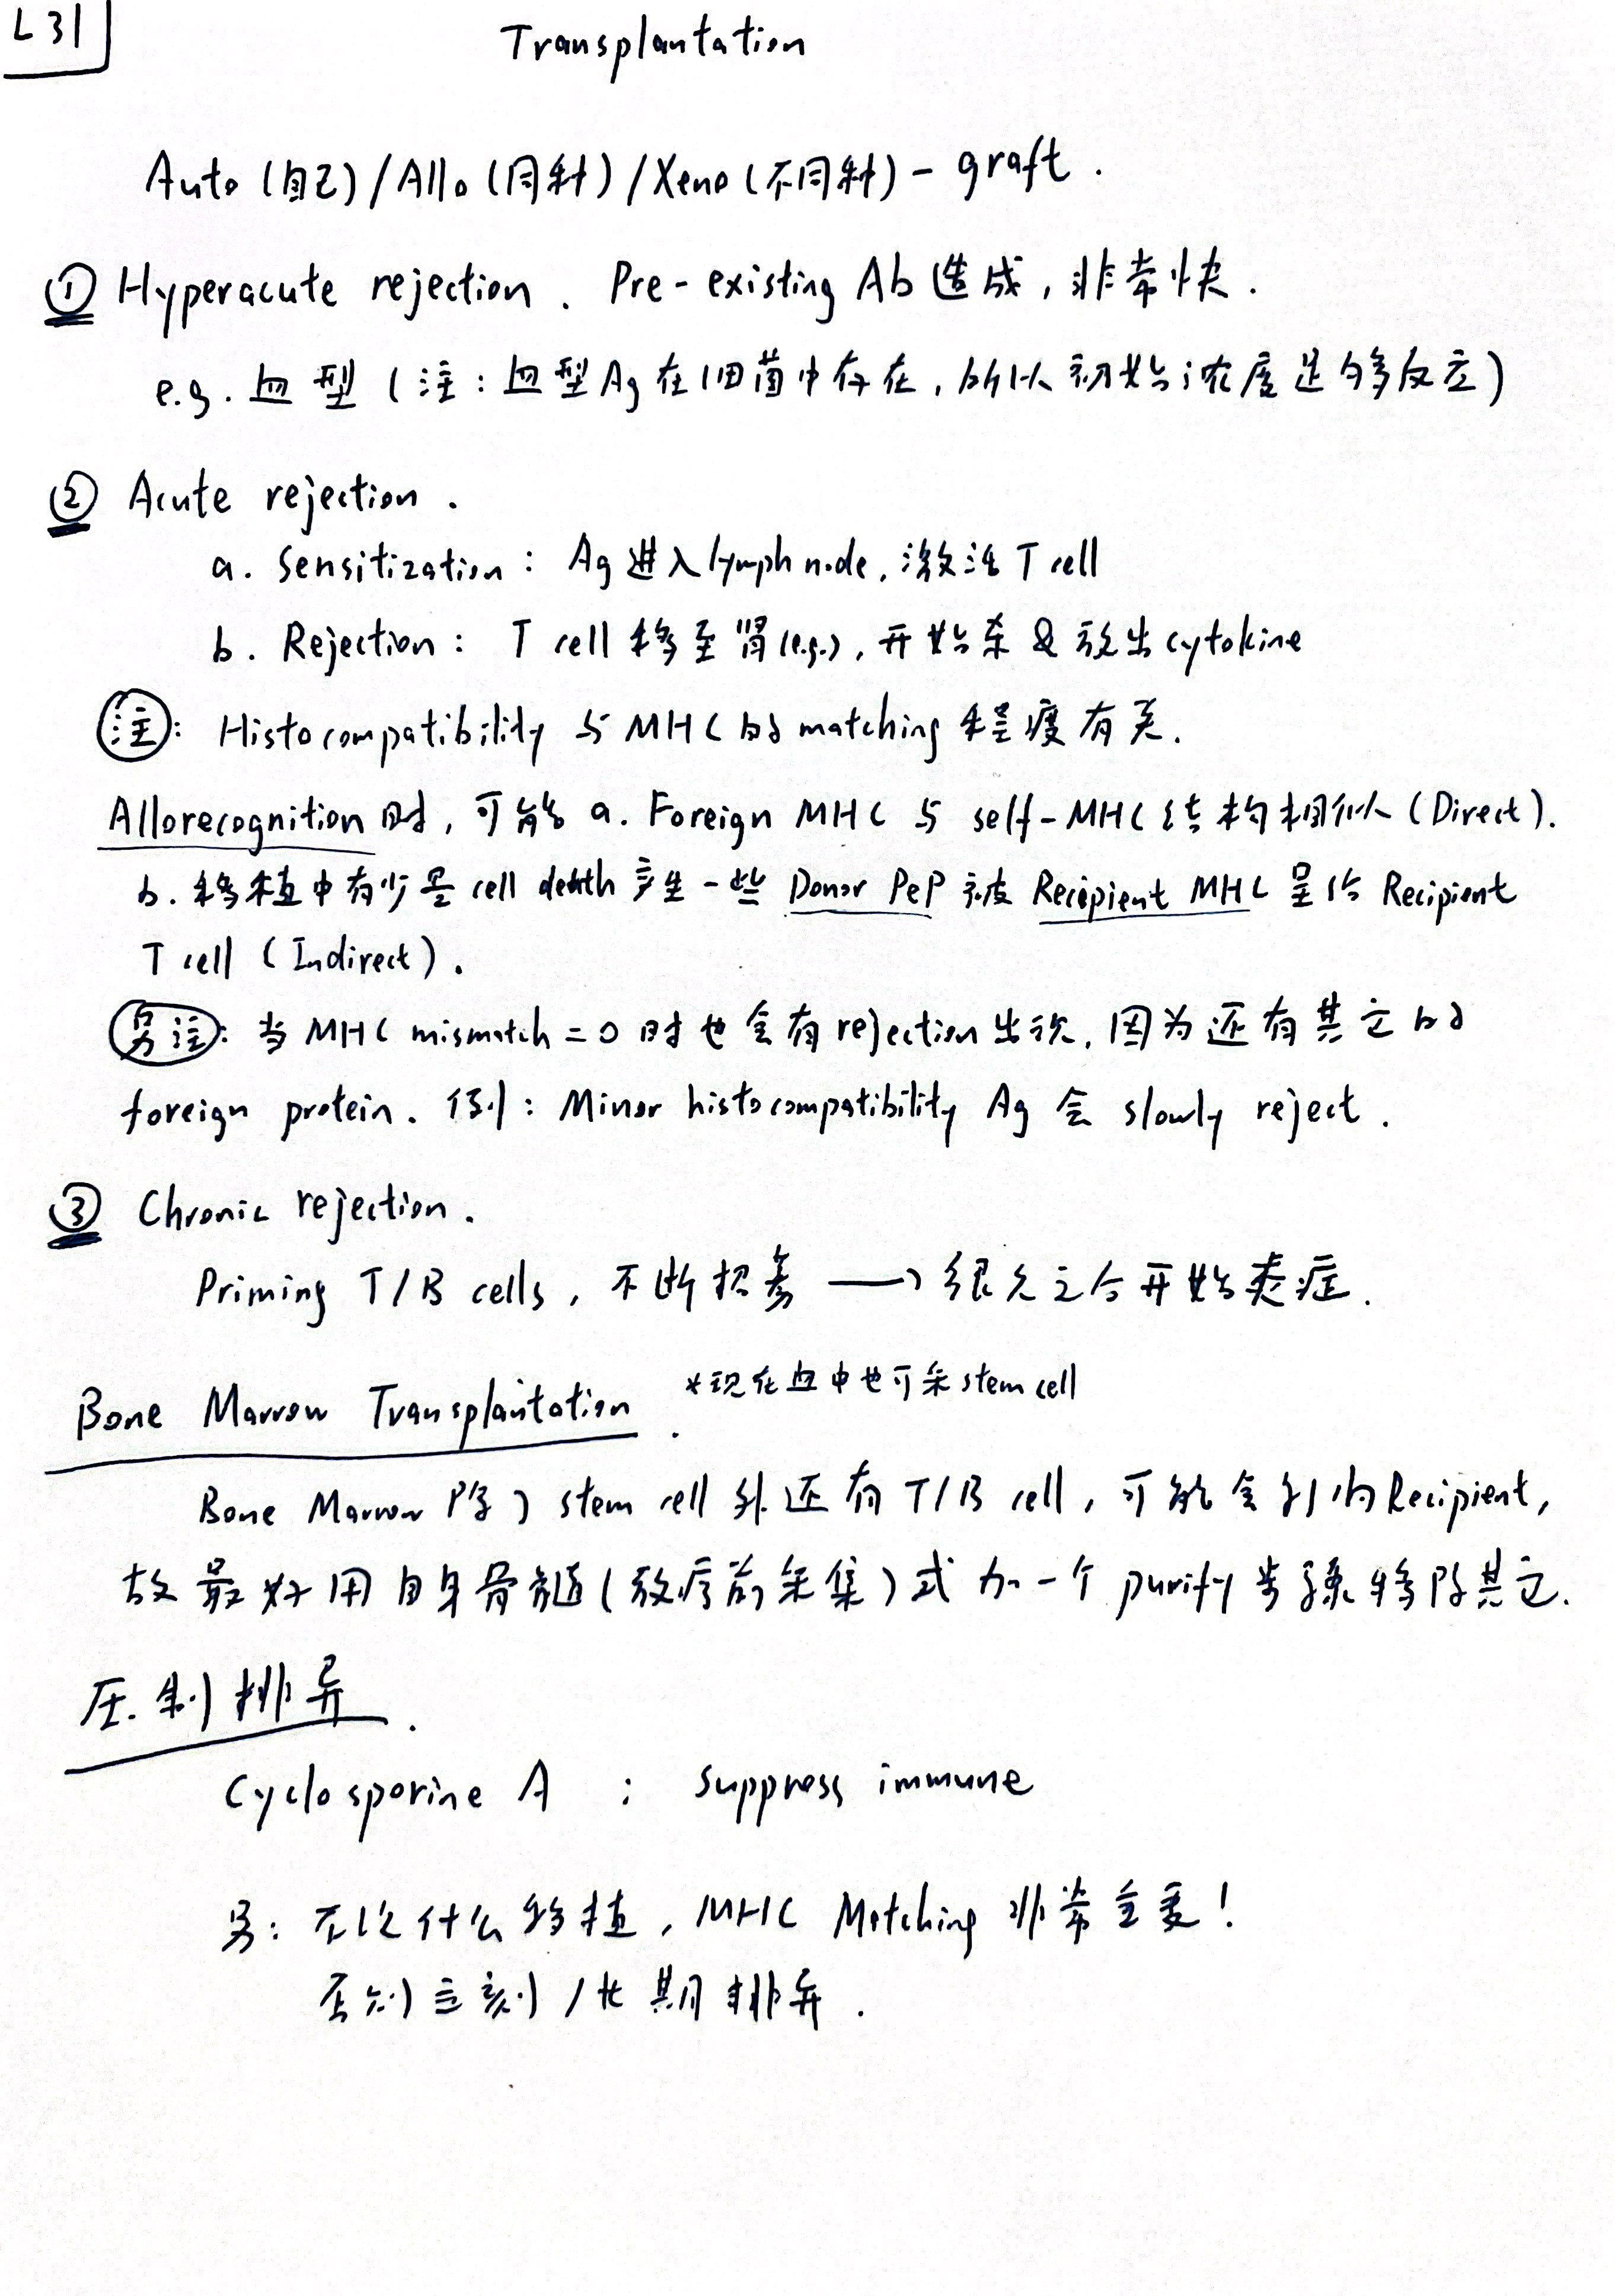 L31
Transplantation
Auto (自己) / Allo (同种) / Xeno (不同种) - graft.
① Hyperacute rejection. Pre-existing Ab 造成, 非常快.
e.g. 血型 (注: 血型 Ag 在细菌中存在, 所以初始浓度足够多反应)
② Acute rejection.
a. Sensitization: Ag 进入 lymph node, 激活 T cell
b. Rejection: T cell 移至肾(e.g.), 开始杀 & 放出 cytokine
注: Histocompatibility 与 MHC 的 matching 程度有关.
Allorecognition 时, 可能 a. Foreign MHC 与 self-MHC 结构相似 (Direct).
b. 移植中有少量 cell death 产生一些 Donor Pep 被 Recipient MHC 呈给 Recipient
T cell (Indirect).
另注: 当 MHC mismatch = 0 时也会有 rejection 出现, 因为还有其它的
foreign protein. 例: Minor histocompatibility Ag 会 slowly reject.
③ Chronic rejection.
Priming T/B cells, 不断招募 → 很久之后开始炎症.
Bone Marrow Transplantation. *现在血中也可采 stem cell
Bone Marrow 除了 stem cell 外还有 T/B cell, 可能会引向 Recipient,
故最好用自身骨髓 (放疗前采集) 或加一个 purify 步骤移除其它.
压制排异.
Cyclosporine A : suppress immune
另: 不论什么移植, MHC Matching 非常重要!
否则立刻/长期排异.